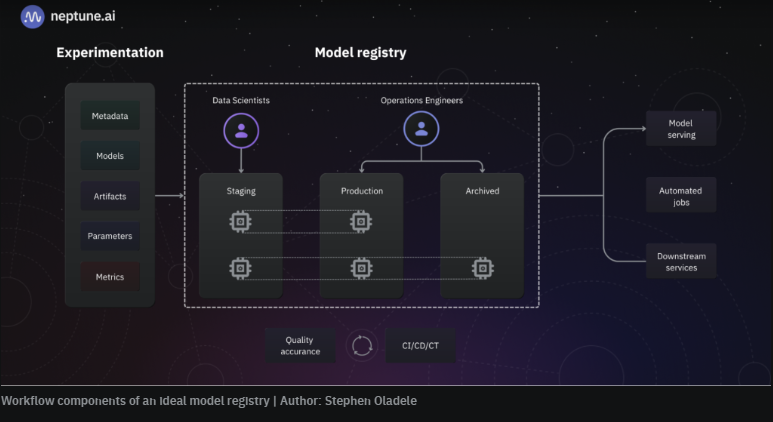 neptune.ai
Experimentation
Model registry
Metadata
Models
Artifacts
Parameters
Metrics
Data Scientists
Operations Engineers
Staging
Production
Archived
Model
serving
Automated
jobs
Downstream
services
Quality
accurance
CI/CD/CT
Workflow components of an ideal model registry | Author: Stephen Oladele